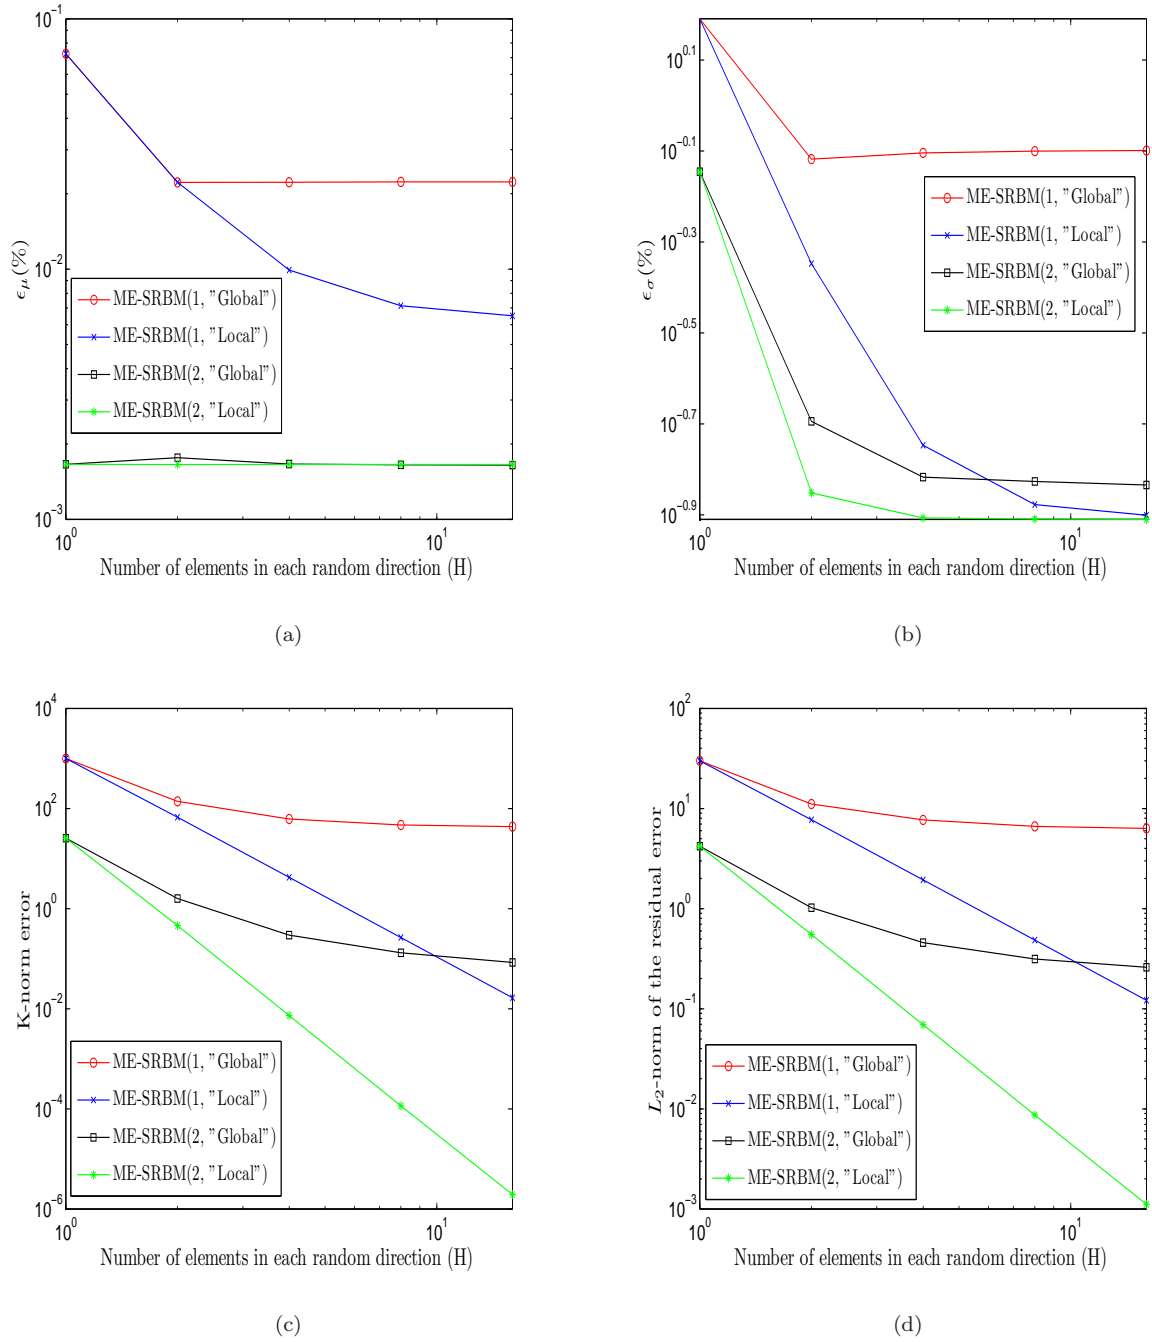 10^{-1}
10^{-2}
10^{-3}
10^0
10^1
ϵ_μ(%)
ME-SRBM(1, "Global")
ME-SRBM(1, "Local")
ME-SRBM(2, "Global")
ME-SRBM(2, "Local")
Number of elements in each random direction (H)
(a)
10^{0.1}
10^{-0.1}
10^{-0.3}
10^{-0.5}
10^{-0.7}
10^{-0.9}
10^0
10^1
ϵ_σ(%)
ME-SRBM(1, "Global")
ME-SRBM(1, "Local")
ME-SRBM(2, "Global")
ME-SRBM(2, "Local")
Number of elements in each random direction (H)
(b)
10^4
10^2
10^0
10^{-2}
10^{-4}
10^{-6}
10^0
10^1
K-norm error
ME-SRBM(1, "Global")
ME-SRBM(1, "Local")
ME-SRBM(2, "Global")
ME-SRBM(2, "Local")
Number of elements in each random direction (H)
(c)
10^2
10^1
10^0
10^{-1}
10^{-2}
10^{-3}
10^0
10^1
L_2-norm of the residual error
ME-SRBM(1, "Global")
ME-SRBM(1, "Local")
ME-SRBM(2, "Global")
ME-SRBM(2, "Local")
Number of elements in each random direction (H)
(d)